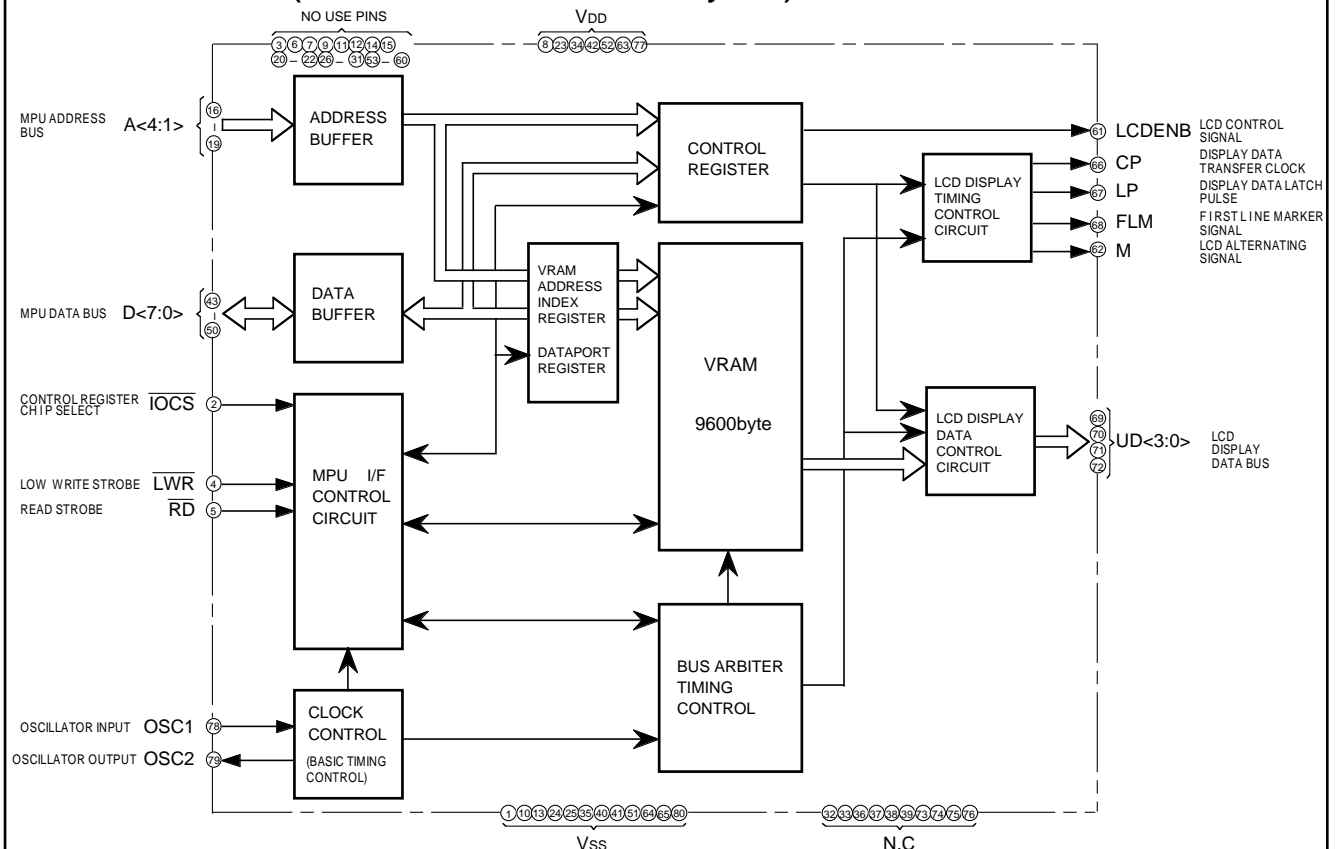 NO USE PINS
VDD
3 6 7 9 11 12 14 15
20 – 22 26 – 31 53 – 60
8 23 34 42 52 63 77
MPU ADDRESS
BUS
A<4:1>
16
19
ADDRESS
BUFFER
CONTROL
REGISTER
61 LCDENB LCD CONTROL
SIGNAL
LCD DISPLAY
TIMING
CONTROL
CIRCUIT
66 CP DISPLAY DATA
TRANSFER CLOCK
67 LP DISPLAY DATA LATCH
PULSE
68 FLM FIRST LINE MARKER
SIGNAL
62 M LCD ALTERNATING
SIGNAL
MPU DATA BUS D<7:0>
43
50
DATA
BUFFER
VRAM
ADDRESS
INDEX
REGISTER
DATAPORT
REGISTER
VRAM
9600byte
CONTROL REGISTER
CHIP SELECT
IOCS 2
LOW WRITE STROBE LWR 4
READ STROBE RD 5
MPU I/F
CONTROL
CIRCUIT
LCD DISPLAY
DATA
CONTROL
CIRCUIT
69
70
71
72
UD<3:0>
LCD
DISPLAY
DATA BUS
BUS ARBITER
TIMING
CONTROL
OSCILLATOR INPUT OSC1 78
OSCILLATOR OUTPUT OSC2 79
CLOCK
CONTROL
(BASIC TIMING
CONTROL)
1 10 13 24 25 35 40 41 51 64 65 80
VSS
32 33 36 37 38 39 73 74 75 76
N.C